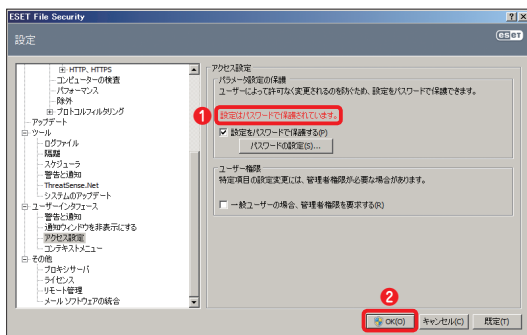 ESET File Security
設定
eset
HTTP, HTTPS
コンピューターの検査
パフォーマンス
除外
プロトコルフィルタリング
アップデート
ツール
ログファイル
隔離
スケジューラ
警告と通知
ThreatSense.Net
システムのアップデート
ユーザーインタフェース
警告と通知
通知ウィンドウを非表示にする
アクセス設定
コンテキストメニュー
その他
プロキシサーバ
ライセンス
リモート管理
メール ソフトウェアの統合
アクセス設定
パラメータ設定の保護
ユーザーによって許可なく変更されるのを防ぐため、設定をパスワードで保護できます。
1
設定はパスワードで保護されています。
設定をパスワードで保護する(P)
パスワードの設定(S)...
ユーザー権限
特定項目の設定変更には、管理者権限が必要な場合があります。
一般ユーザーの場合、管理者権限を要求する(R)
2
OK(O)
キャンセル(C)
既定(T)